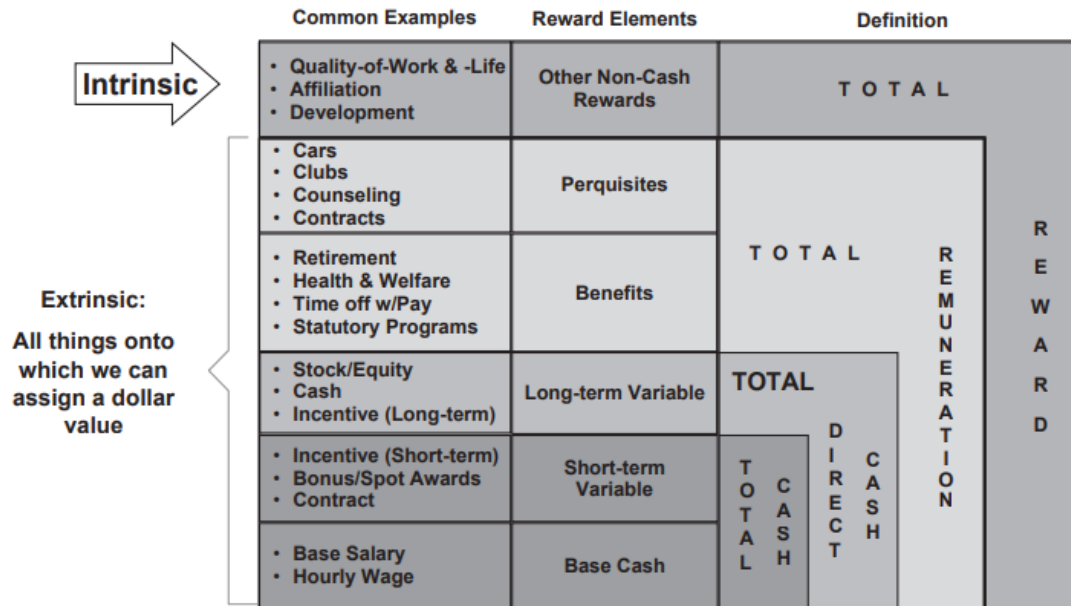 Common Examples
Reward Elements
Definition
Intrinsic
• Quality-of-Work & -Life
• Affiliation
• Development
Other Non-Cash
Rewards
TOTAL
REWARD
Extrinsic:
All things onto
which we can
assign a dollar
value
• Cars
• Clubs
• Counseling
• Contracts
Perquisites
• Retirement
• Health & Welfare
• Time off w/Pay
• Statutory Programs
Benefits
TOTAL
REMUNERATION
• Stock/Equity
• Cash
• Incentive (Long-term)
Long-term Variable
TOTAL
DIRECT
CASH
• Incentive (Short-term)
• Bonus/Spot Awards
• Contract
Short-term
Variable
TOTAL
CASH
• Base Salary
• Hourly Wage
Base Cash